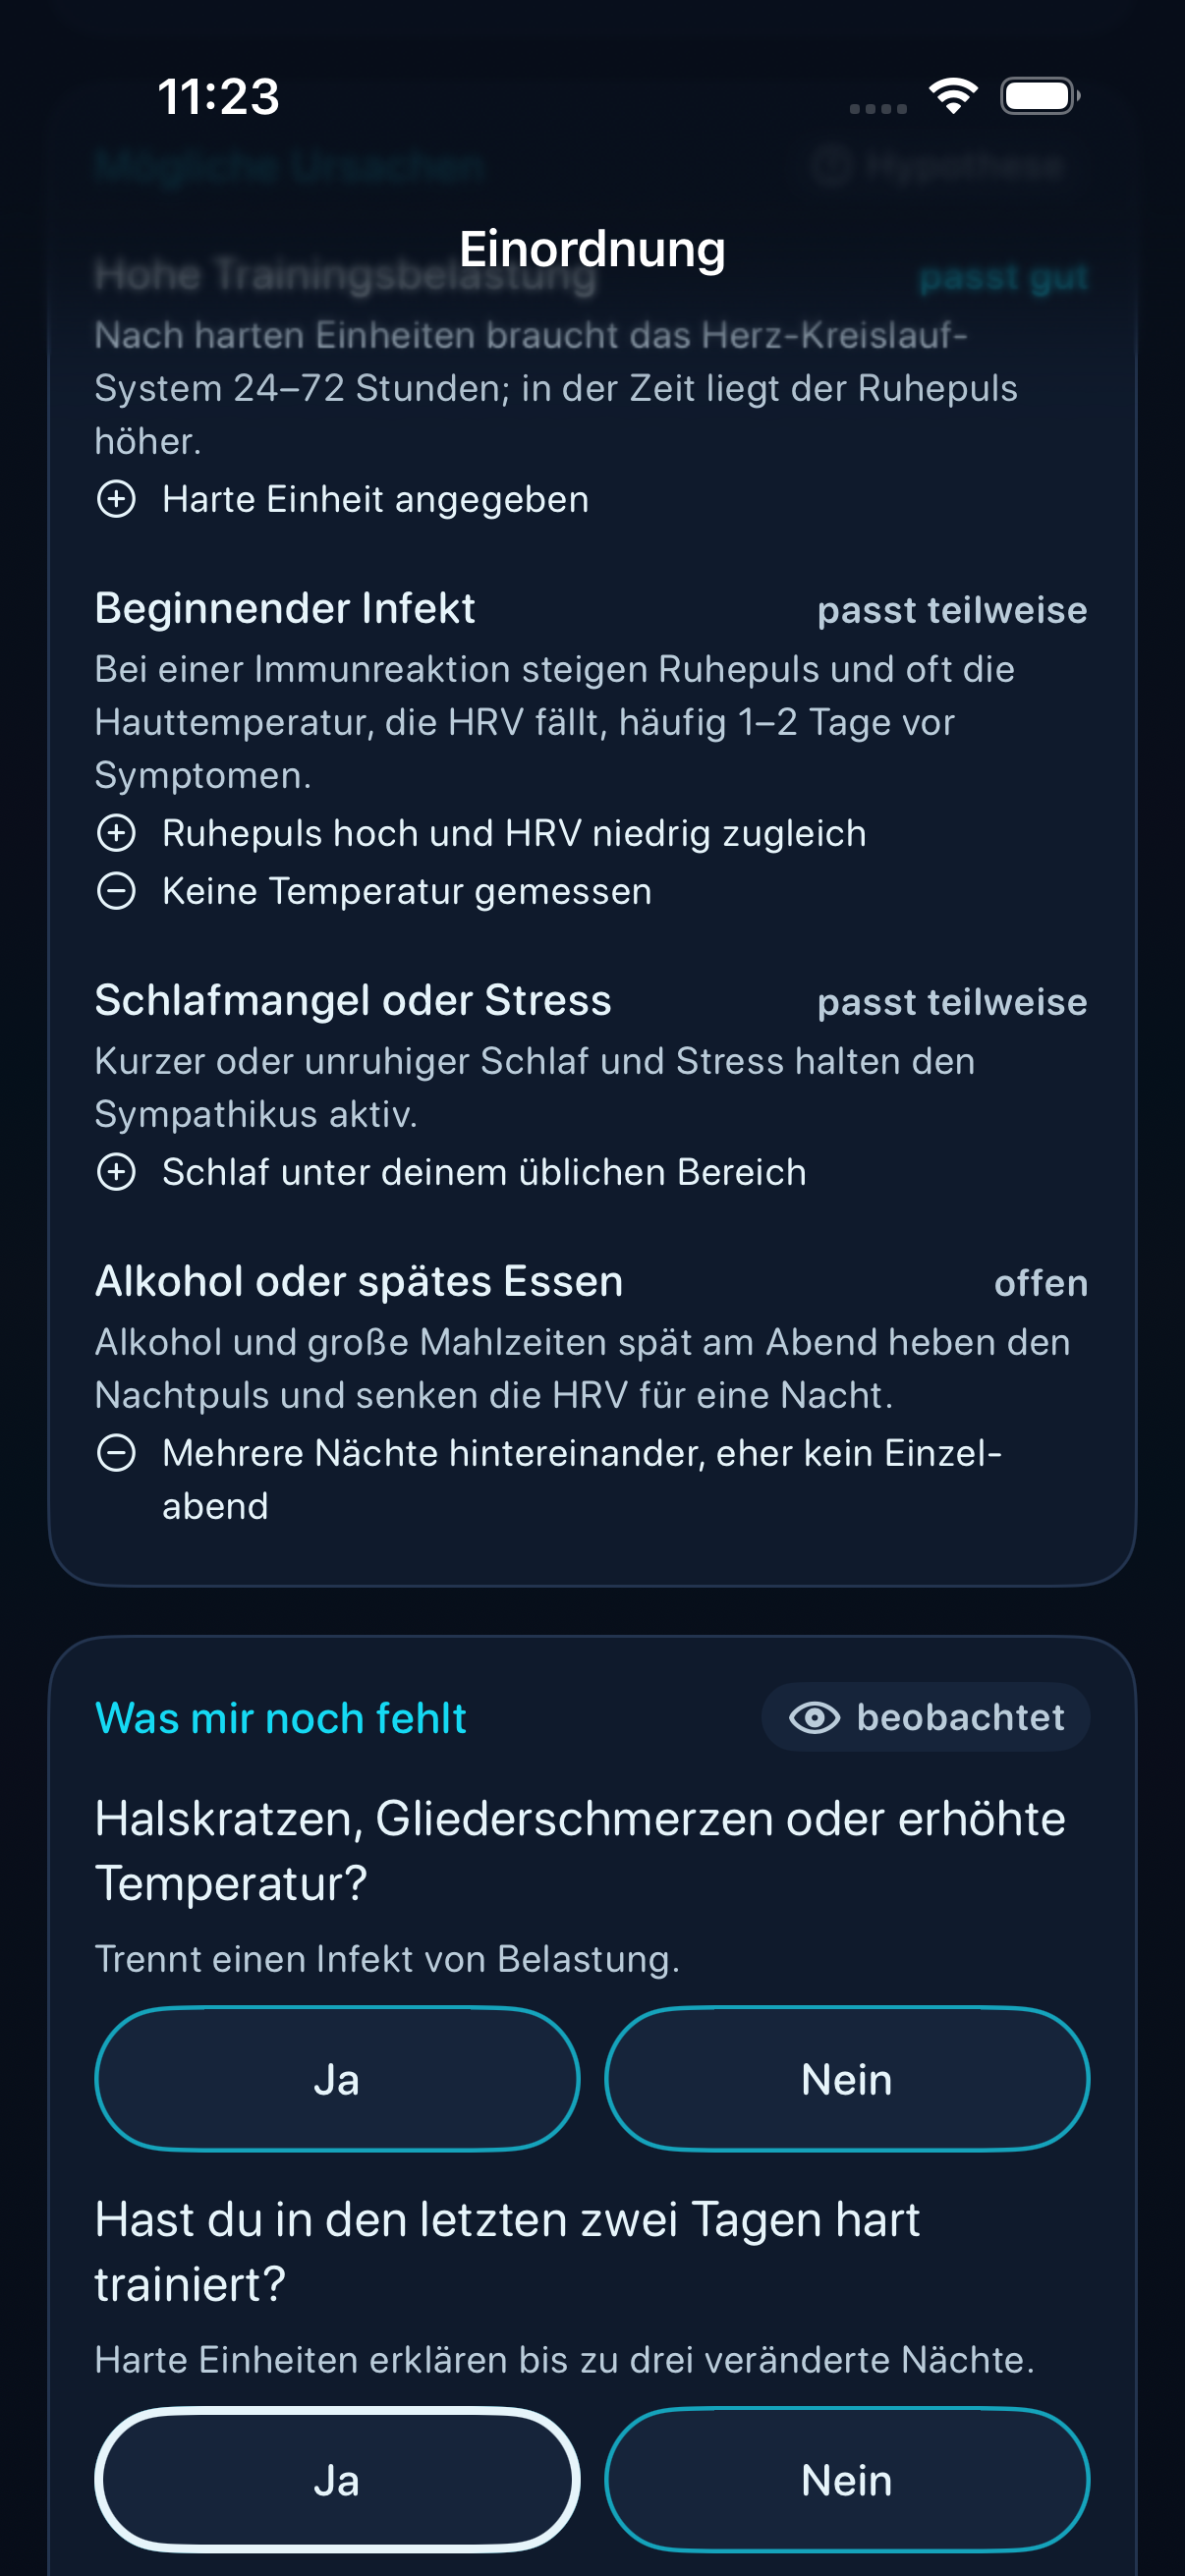 11:23
Mögliche Ursachen
Hypothese
Einordnung
Hohe Trainingsbelastung
passt gut
Nach harten Einheiten braucht das Herz-Kreislauf-
System 24–72 Stunden; in der Zeit liegt der Ruhepuls
höher.
Harte Einheit angegeben
Beginnender Infekt
passt teilweise
Bei einer Immunreaktion steigen Ruhepuls und oft die
Hauttemperatur, die HRV fällt, häufig 1–2 Tage vor
Symptomen.
Ruhepuls hoch und HRV niedrig zugleich
Keine Temperatur gemessen
Schlafmangel oder Stress
passt teilweise
Kurzer oder unruhiger Schlaf und Stress halten den
Sympathikus aktiv.
Schlaf unter deinem üblichen Bereich
Alkohol oder spätes Essen
offen
Alkohol und große Mahlzeiten spät am Abend heben den
Nachtpuls und senken die HRV für eine Nacht.
Mehrere Nächte hintereinander, eher kein Einzel-
abend
Was mir noch fehlt
beobachtet
Halskratzen, Gliederschmerzen oder erhöhte
Temperatur?
Trennt einen Infekt von Belastung.
Ja
Nein
Hast du in den letzten zwei Tagen hart
trainiert?
Harte Einheiten erklären bis zu drei veränderte Nächte.
Ja
Nein